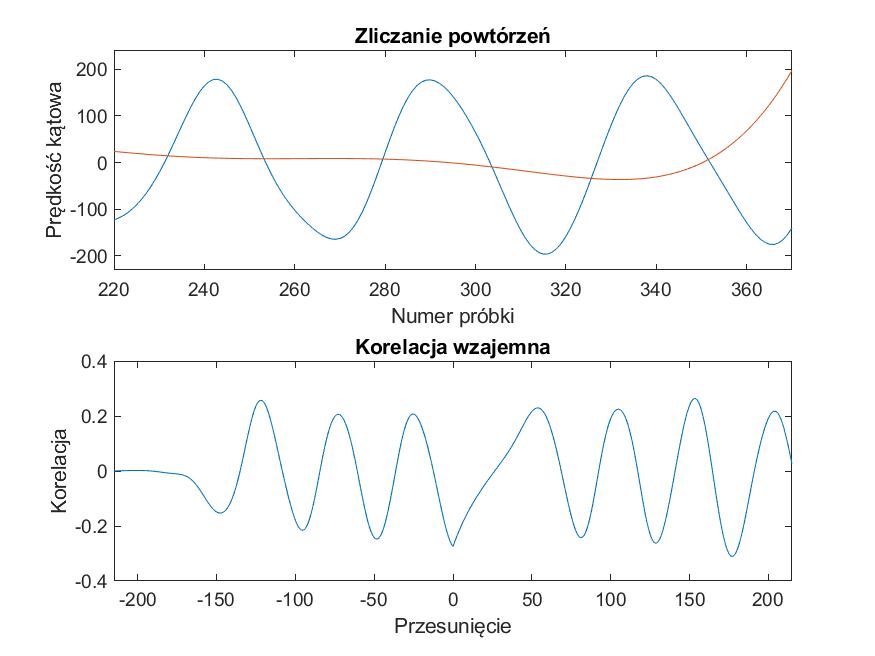 Zliczanie powtórzeń
Prędkość kątowa
200
100
0
-100
-200
220 240 260 280 300 320 340 360
Numer próbki
Korelacja wzajemna
Korelacja
0.4
0.2
0
-0.2
-0.4
-200 -150 -100 -50 0 50 100 150 200
Przesunięcie